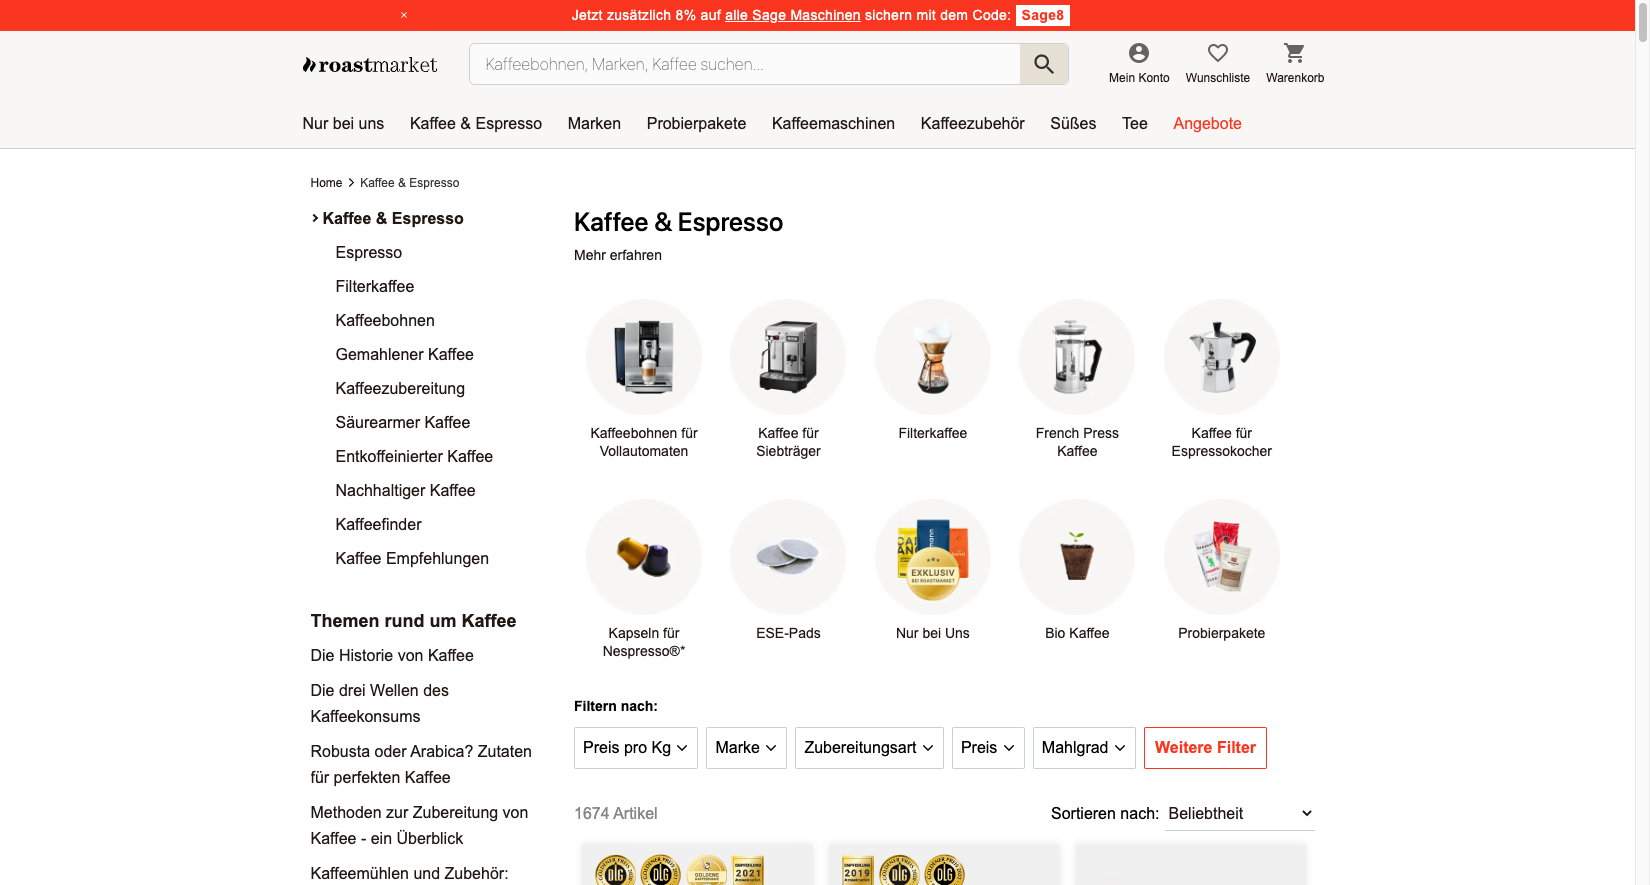 ×
Jetzt zusätzlich 8% auf alle Sage Maschinen sichern mit dem Code: Sage8
roastmarket
Kaffeebohnen, Marken, Kaffee suchen...
Mein Konto
Wunschliste
Warenkorb
Nur bei uns
Kaffee & Espresso
Marken
Probierpakete
Kaffeemaschinen
Kaffeezubehör
Süßes
Tee
Angebote
Home > Kaffee & Espresso
Kaffee & Espresso
Espresso
Filterkaffee
Kaffeebohnen
Gemahlener Kaffee
Kaffeezubereitung
Säurearmer Kaffee
Entkoffeinierter Kaffee
Nachhaltiger Kaffee
Kaffeefinder
Kaffee Empfehlungen
Themen rund um Kaffee
Die Historie von Kaffee
Die drei Wellen des
Kaffeekonsums
Robusta oder Arabica? Zutaten
für perfekten Kaffee
Methoden zur Zubereitung von
Kaffee - ein Überblick
Kaffeemühlen und Zubehör:
Kaffee & Espresso
Mehr erfahren
Kaffeebohnen für
Vollautomaten
Kaffee für
Siebträger
Filterkaffee
French Press
Kaffee
Kaffee für
Espressokocher
EXKLUSIV
BEI ROASTMARKET
Kapseln für
Nespresso®*
ESE-Pads
Nur bei Uns
Bio Kaffee
Probierpakete
Filtern nach:
Preis pro Kg
Marke
Zubereitungsart
Preis
Mahlgrad
Weitere Filter
1674 Artikel
Sortieren nach: Beliebtheit
DLG
DLG
GOLDENE
EMPFEHLUNG
2021
EMPFEHLUNG
2019
DLG
DLG